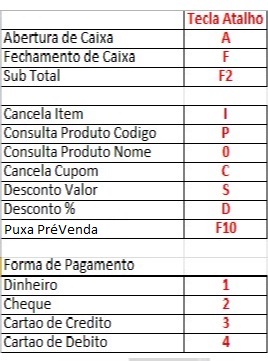 Tecla Atalho
Abertura de Caixa A
Fechamento de Caixa F
Sub Total F2
Cancela Item I
Consulta Produto Codigo P
Consulta Produto Nome 0
Cancela Cupom C
Desconto Valor S
Desconto % D
Puxa PréVenda F10
Forma de Pagamento
Dinheiro 1
Cheque 2
Cartao de Credito 3
Cartao de Debito 4